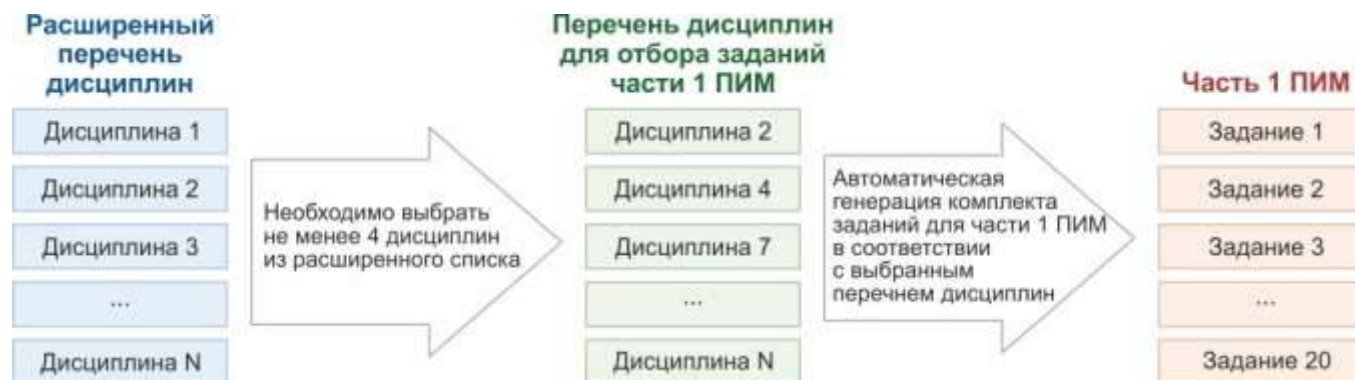 Расширенный
перечень
дисциплин
Дисциплина 1
Дисциплина 2
Дисциплина 3
...
Дисциплина N
Необходимо выбрать
не менее 4 дисциплин
из расширенного списка
Перечень дисциплин
для отбора заданий
части 1 ПИМ
Дисциплина 2
Дисциплина 4
Дисциплина 7
...
Дисциплина N
Автоматическая
генерация комплекта
заданий для части 1 ПИМ
в соответствии
с выбранным
перечнем дисциплин
Часть 1 ПИМ
Задание 1
Задание 2
Задание 3
...
Задание 20